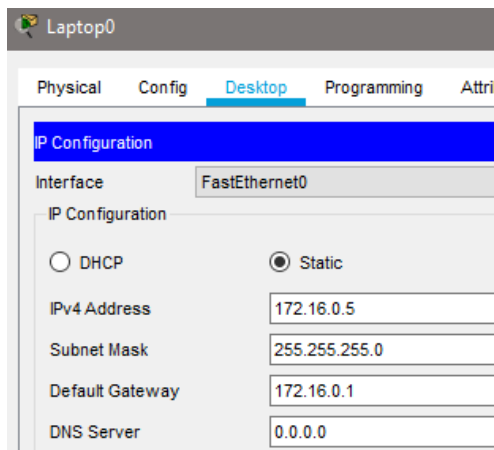 Laptop0
Physical Config Desktop Programming Attri
IP Configuration
Interface FastEthernet0
IP Configuration
DHCP Static
IPv4 Address 172.16.0.5
Subnet Mask 255.255.255.0
Default Gateway 172.16.0.1
DNS Server 0.0.0.0